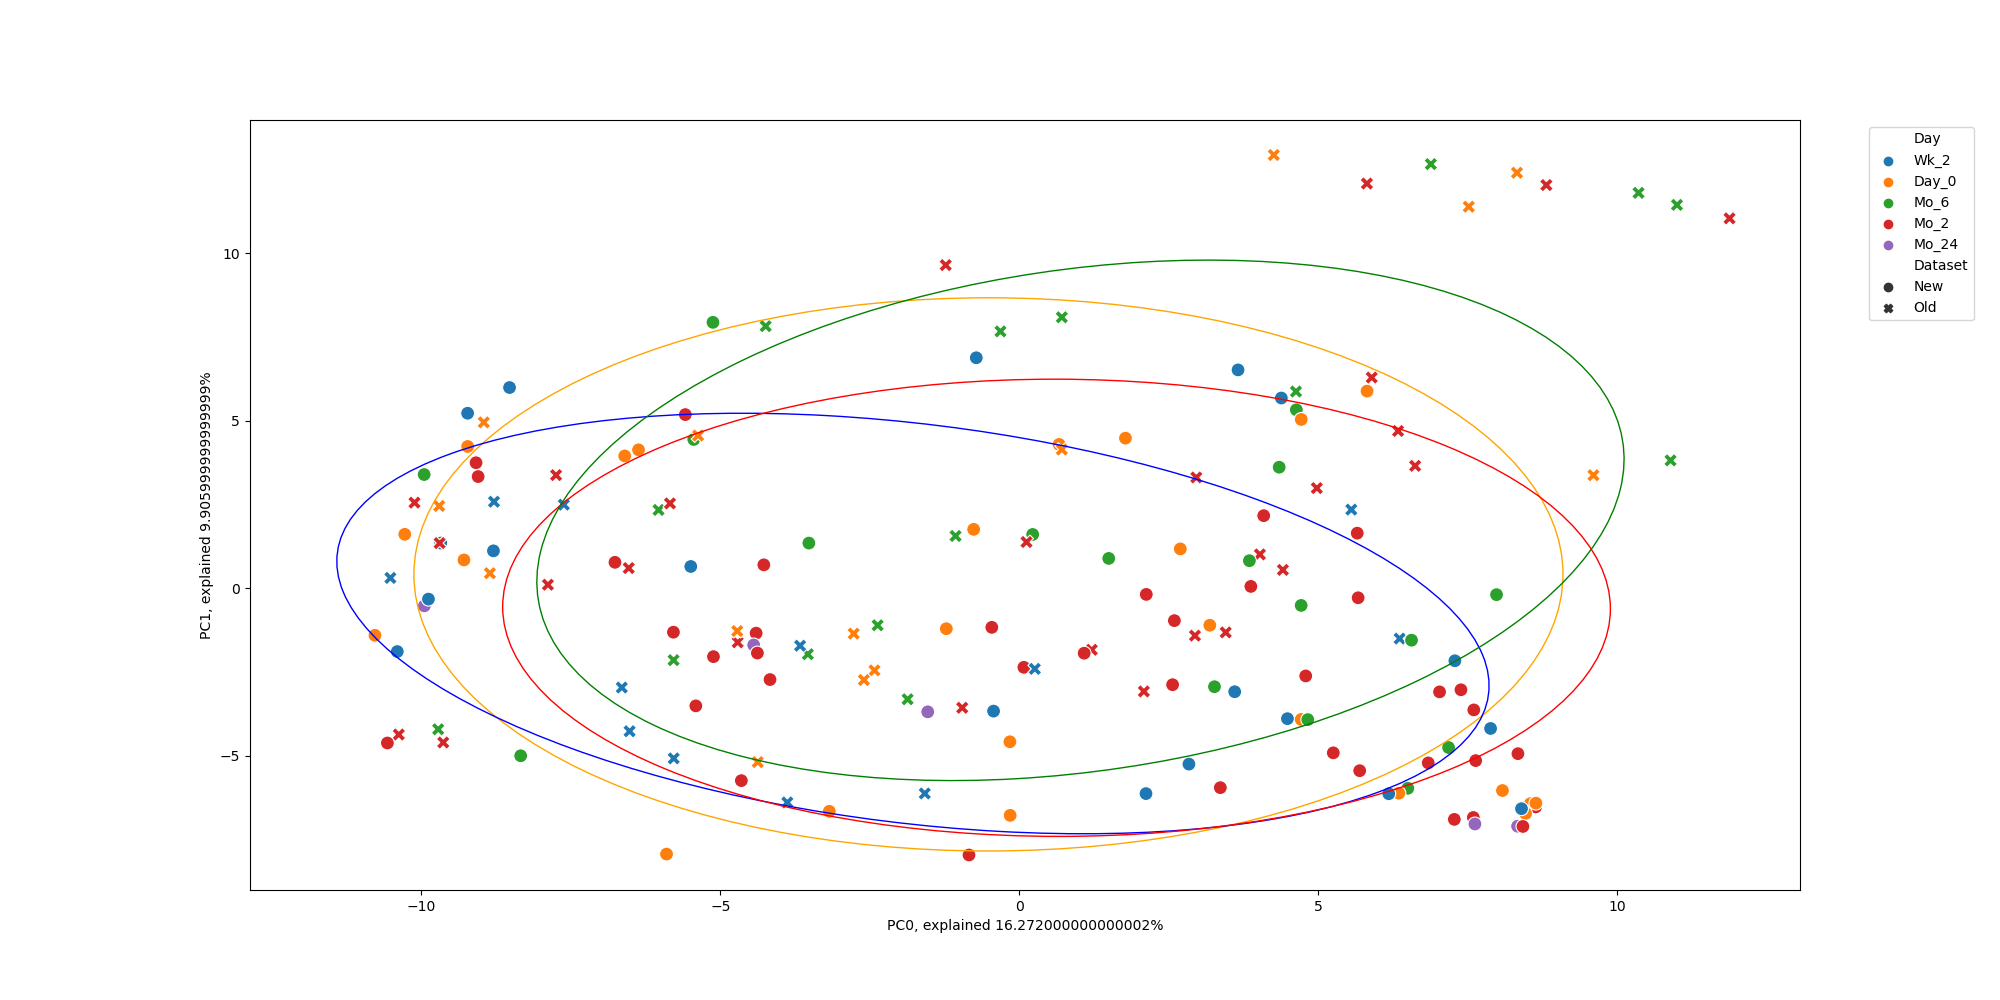 Day
Wk_2
Day_0
Mo_6
Mo_2
Mo_24
Dataset
New
Old
10
5
0
−5
PC1, explained 9.905999999999999%
−10
−5
0
5
10
PC0, explained 16.272000000000002%